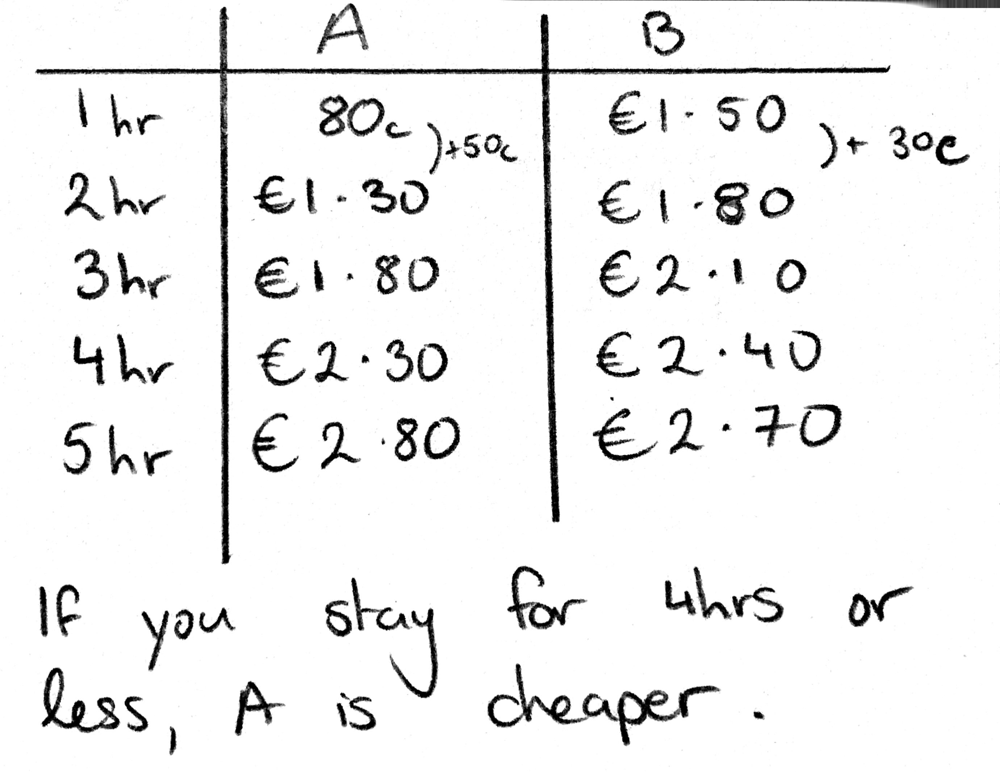 A B
1 hr 80c )+50c €1.50 )+ 30c
2hr €1.30 €1.80
3hr €1.80 €2.10
4hr €2.30 €2.40
5hr €2.80 €2.70
If you stay for 4hrs or
less, A is cheaper.